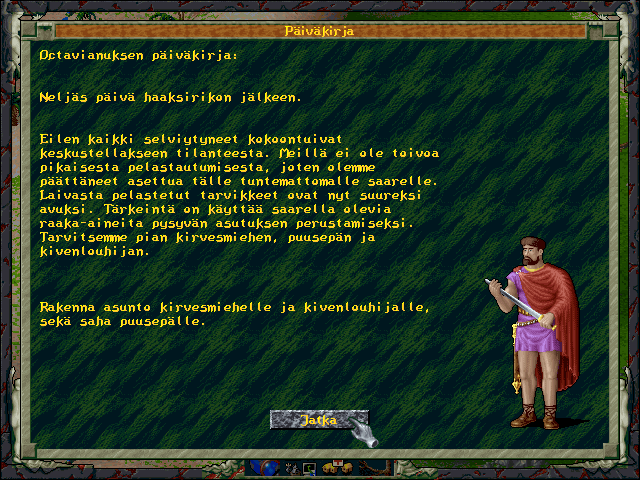 Päiväkirja
Octavianuksen päiväkirja:
Neljäs päivä haaksirikon jälkeen.
Eilen kaikki selviytyneet kokoontuivat
keskustellakseen tilanteesta. Meillä ei ole toivoa
pikaisesta pelastautumisesta, joten olemme
päättäneet asettua tälle tuntemattomalle saarelle.
Laivasta pelastetut tarvikkeet ovat nyt suureksi
avuksi. Tärkeintä on käyttää saarella olevia
raaka-aineita pysyvän asutuksen perustamiseksi.
Tarvitsemme pian kirvesmiehen, puusepän ja
kivenlouhijan.
Rakenna asunto kirvesmiehelle ja kivenlouhijalle,
sekä saha puusepälle.
Jatka